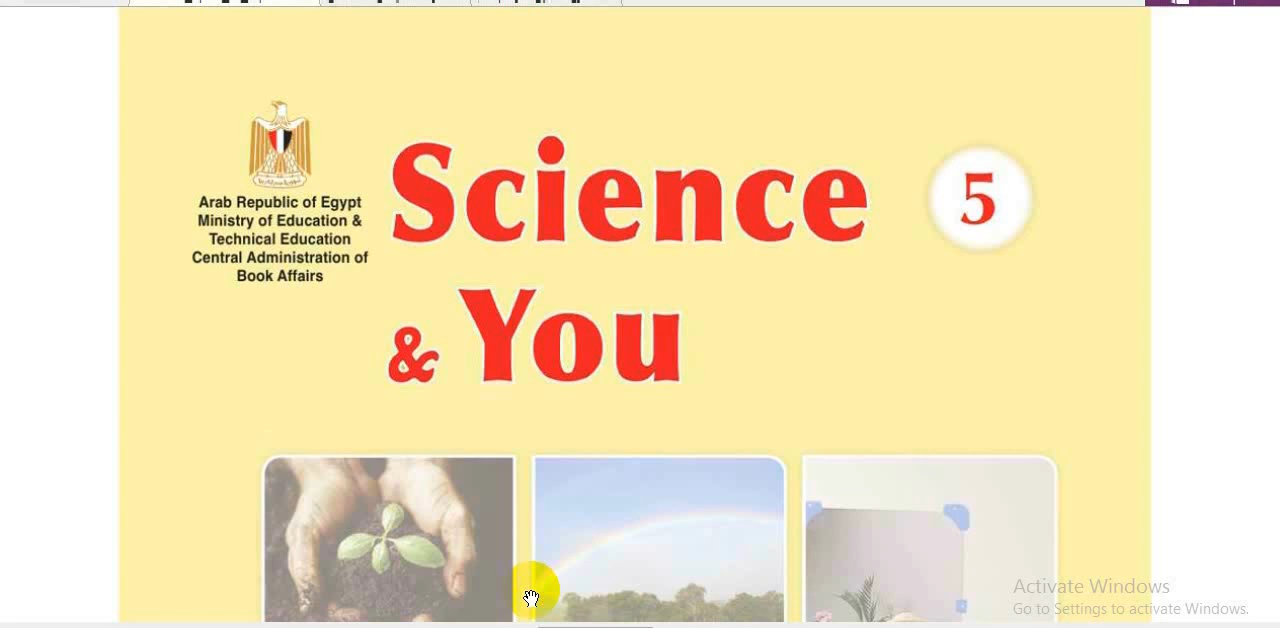 Arab Republic of Egypt
Ministry of Education &
Technical Education
Central Administration of
Book Affairs
Science
5
& You
Activate Windows
Go to Settings to activate Windows.